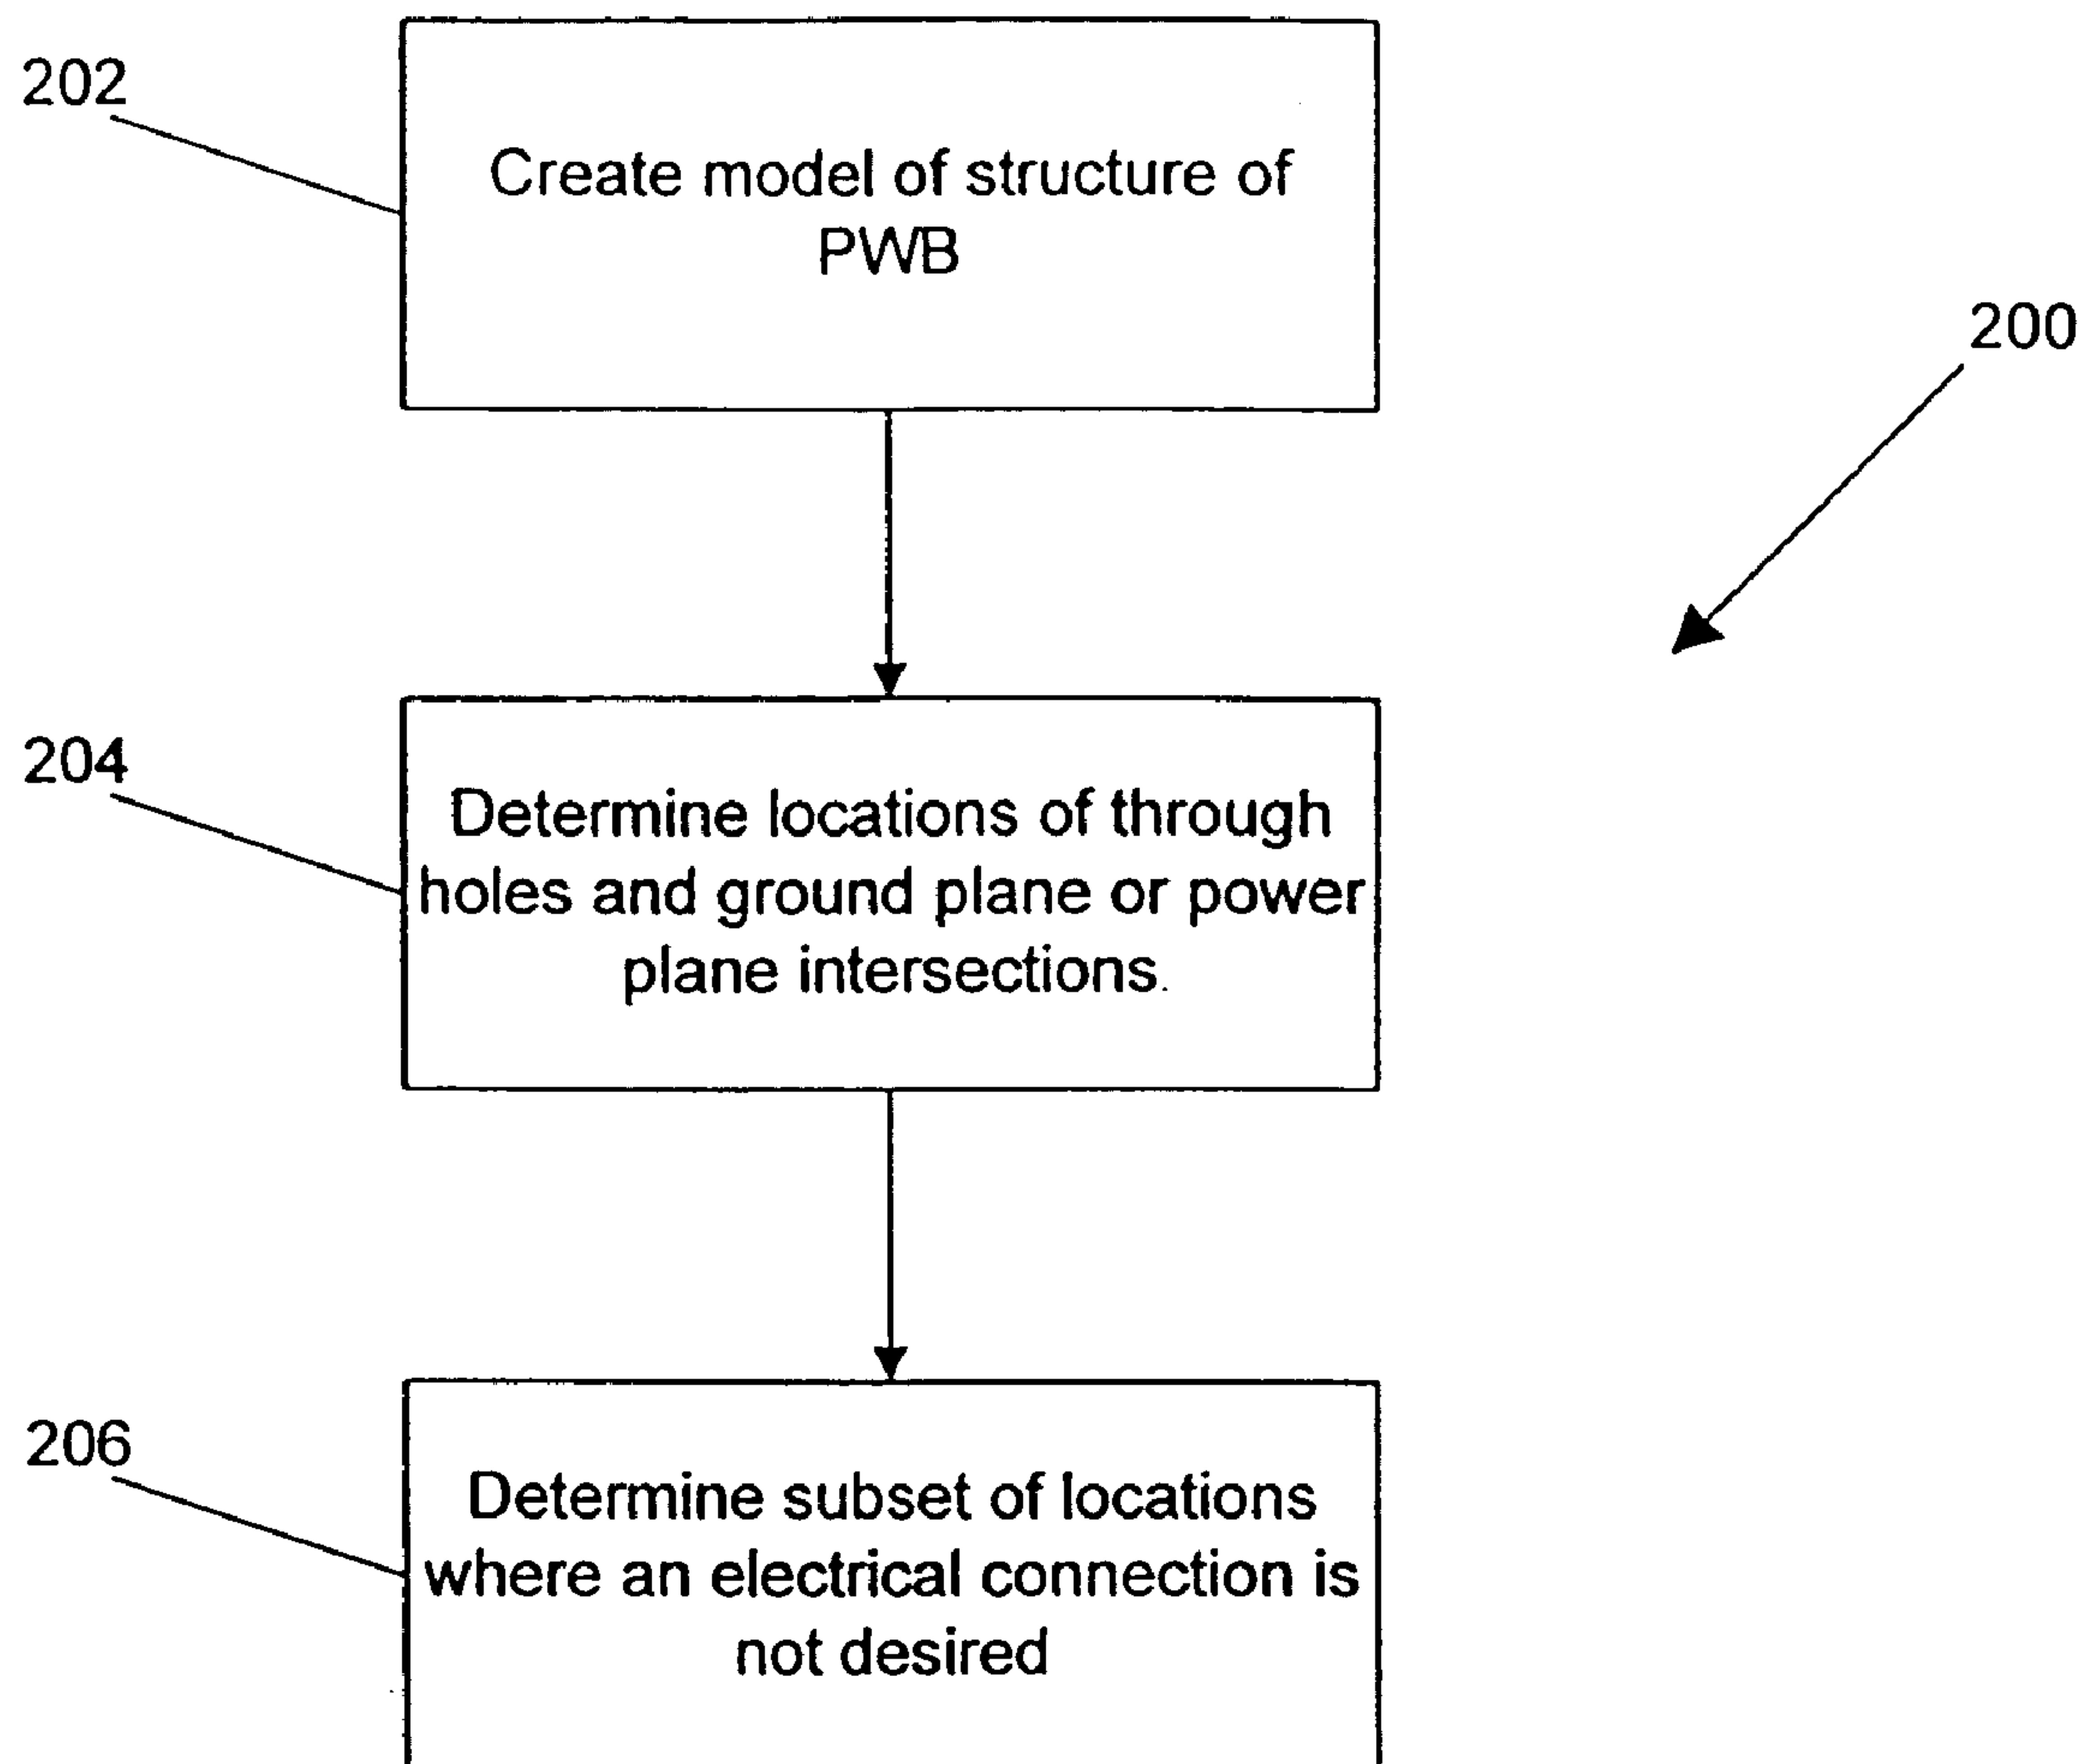 202
Create model of structure of
PWB
200
204
Determine locations of through
holes and ground plane or power
plane intersections.
206
Determine subset of locations
where an electrical connection is
not desired